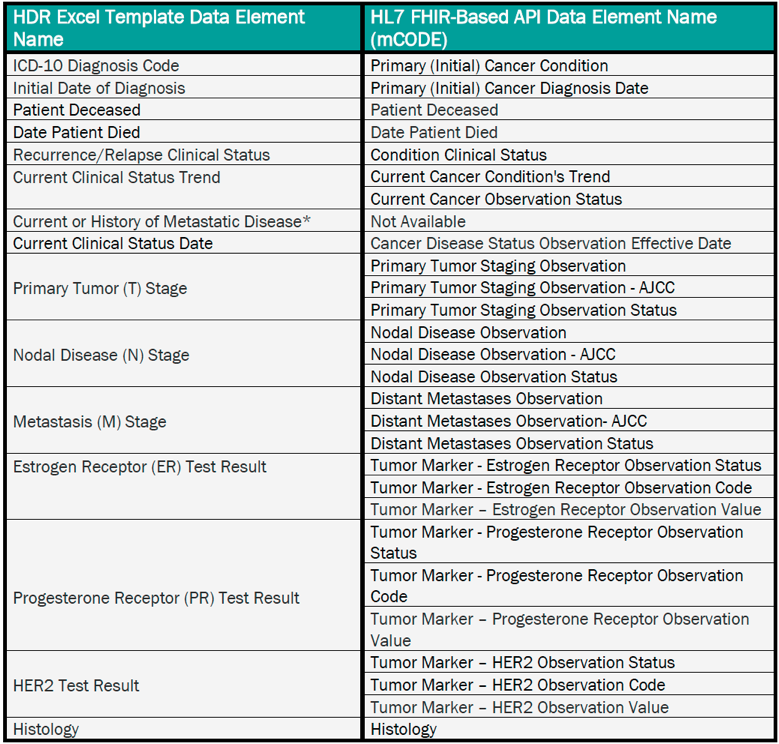 HDR Excel Template Data Element
Name
HL7 FHIR-Based API Data Element Name
(mCODE)
ICD-10 Diagnosis Code
Primary (Initial) Cancer Condition
Initial Date of Diagnosis
Primary (Initial) Cancer Diagnosis Date
Patient Deceased
Patient Deceased
Date Patient Died
Date Patient Died
Recurrence/Relapse Clinical Status
Condition Clinical Status
Current Clinical Status Trend
Current Cancer Condition's Trend
Current Cancer Observation Status
Current or History of Metastatic Disease*
Not Available
Current Clinical Status Date
Cancer Disease Status Observation Effective Date
Primary Tumor (T) Stage
Primary Tumor Staging Observation
Primary Tumor Staging Observation - AJCC
Primary Tumor Staging Observation Status
Nodal Disease (N) Stage
Nodal Disease Observation
Nodal Disease Observation - AJCC
Nodal Disease Observation Status
Metastasis (M) Stage
Distant Metastases Observation
Distant Metastases Observation- AJCC
Distant Metastases Observation Status
Estrogen Receptor (ER) Test Result
Tumor Marker - Estrogen Receptor Observation Status
Tumor Marker - Estrogen Receptor Observation Code
Tumor Marker – Estrogen Receptor Observation Value
Progesterone Receptor (PR) Test Result
Tumor Marker - Progesterone Receptor Observation
Status
Tumor Marker - Progesterone Receptor Observation
Code
Tumor Marker – Progesterone Receptor Observation
Value
HER2 Test Result
Tumor Marker – HER2 Observation Status
Tumor Marker – HER2 Observation Code
Tumor Marker – HER2 Observation Value
Histology
Histology